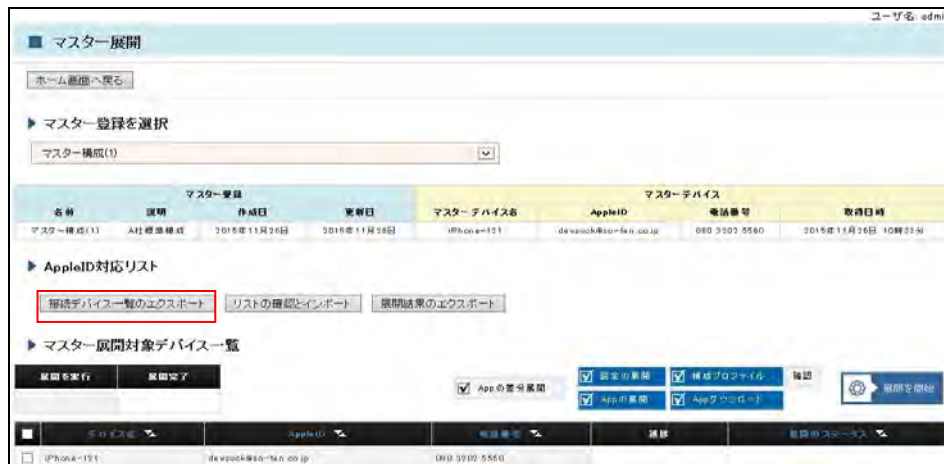 ユーザ名: admi
マスター展開
ホーム画面へ戻る
マスター登録を選択
マスター構成(1)
マスター登録 マスターデバイス
名前 説明 作成日 更新日 マスターデバイス名 AppleID 電話番号 取得日時
マスター構成(1) A社標準構成 2015年11月26日 2015年11月26日 iPhone-121 080 3202 5560 2015年11月26日 10時22分
AppleID対応リスト
接続デバイス一覧のエクスポート リストの確認とインポート 展開結果のエクスポート
マスター展開対象デバイス一覧
展開を実行 展開完了
Appの差分展開 設定の展開 構成プロファイル 確認
Appの展開 Appダウンロード 展開を開始
デバイス名 AppleID 電話番号 進捗 展開のステータス
iPhone-121 080 3202 5560